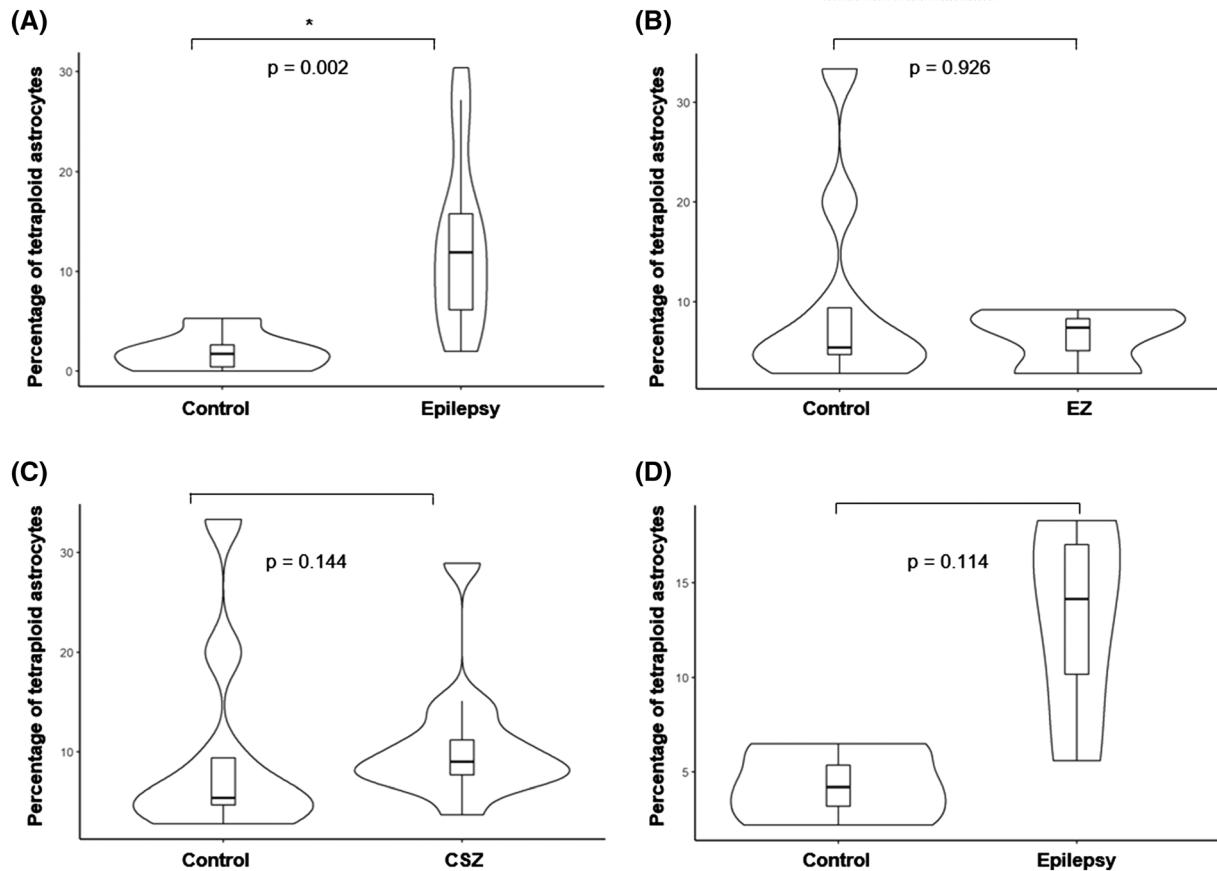 (A)
*
p = 0.002
Percentage of tetraploid astrocytes
30
20
10
0
Control Epilepsy
(B)
p = 0.926
Percentage of tetraploid astrocytes
30
20
10
Control EZ
(C)
p = 0.144
Percentage of tetraploid astrocytes
30
20
10
Control CSZ
(D)
p = 0.114
Percentage of tetraploid astrocytes
15
10
5
Control Epilepsy